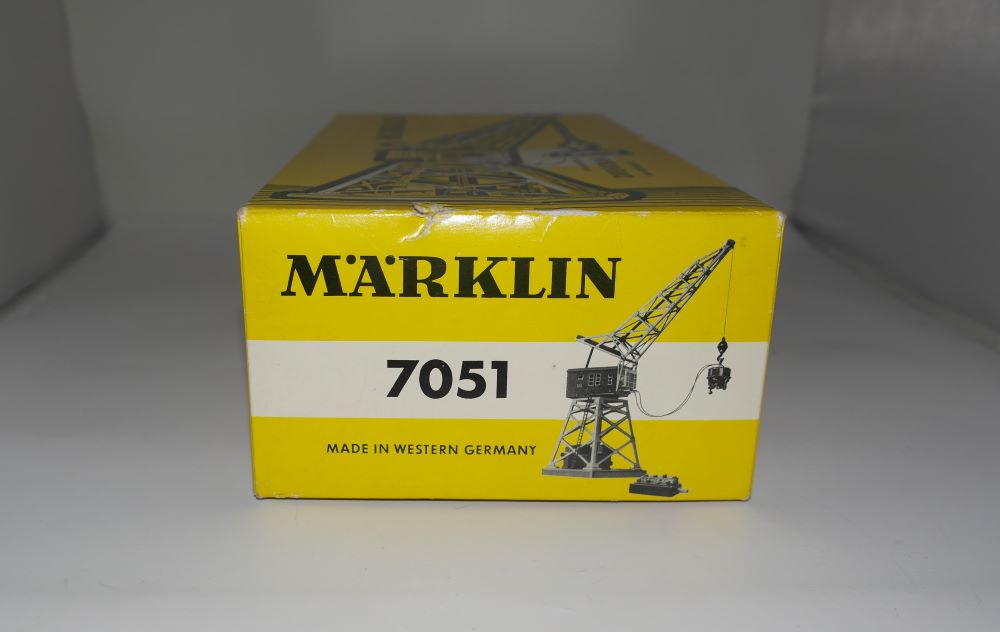 MÄRKLIN
7051
MADE IN WESTERN GERMANY